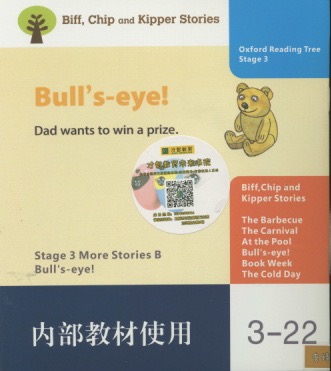 Biff, Chip and Kipper Stories
Oxford Reading Tree
Stage 3
Bull's-eye!
Dad wants to win a prize.
Biff,Chip and
Kipper Stories
The Barbecue
The Carnival
At the Pool
Bull's-eye!
Book Week
The Cold Day
Stage 3 More Stories B
Bull's-eye!
内部教材使用
3-22